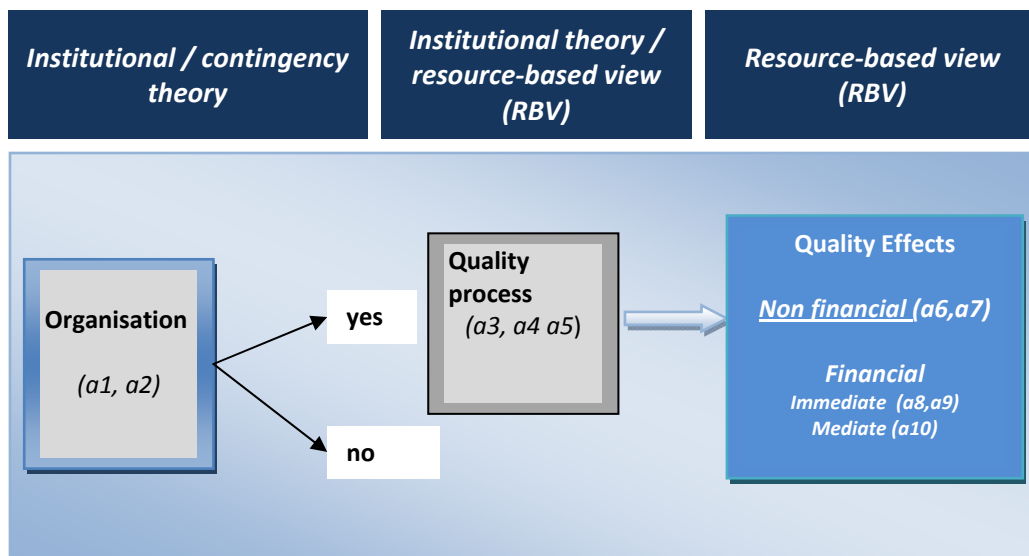 Institutional / contingency
theory
Institutional theory /
resource-based view
(RBV)
Resource-based view
(RBV)
Organisation
(a1, a2)
yes
no
Quality
process
(a3, a4 a5)
Quality Effects
Non financial (a6,a7)
Financial
Immediate (a8,a9)
Mediate (a10)